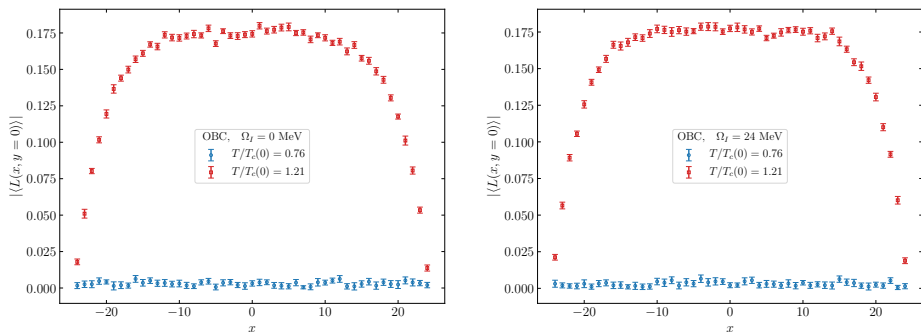 0.175
0.150
0.125
0.100
0.075
0.050
0.025
0.000
|⟨L(x, y = 0)⟩|
OBC, Ω_I = 0 MeV
T/T_c(0) = 0.76
T/T_c(0) = 1.21
−20 −10 0 10 20
x
0.175
0.150
0.125
0.100
0.075
0.050
0.025
0.000
|⟨L(x, y = 0)⟩|
OBC, Ω_I = 24 MeV
T/T_c(0) = 0.76
T/T_c(0) = 1.21
−20 −10 0 10 20
x